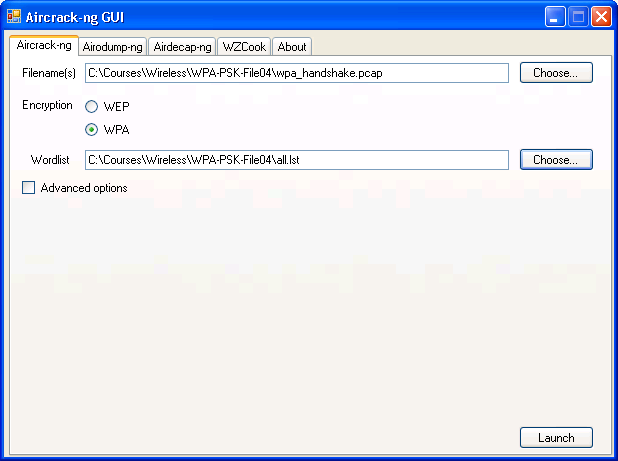 Aircrack-ng GUI
Aircrack-ng Airodump-ng Airdecap-ng WZCook About
Filename(s) C:\Courses\Wireless\WPA-PSK-File04\wpa_handshake.pcap Choose...
Encryption WEP
WPA
Wordlist C:\Courses\Wireless\WPA-PSK-File04\all.lst Choose...
Advanced options
Launch